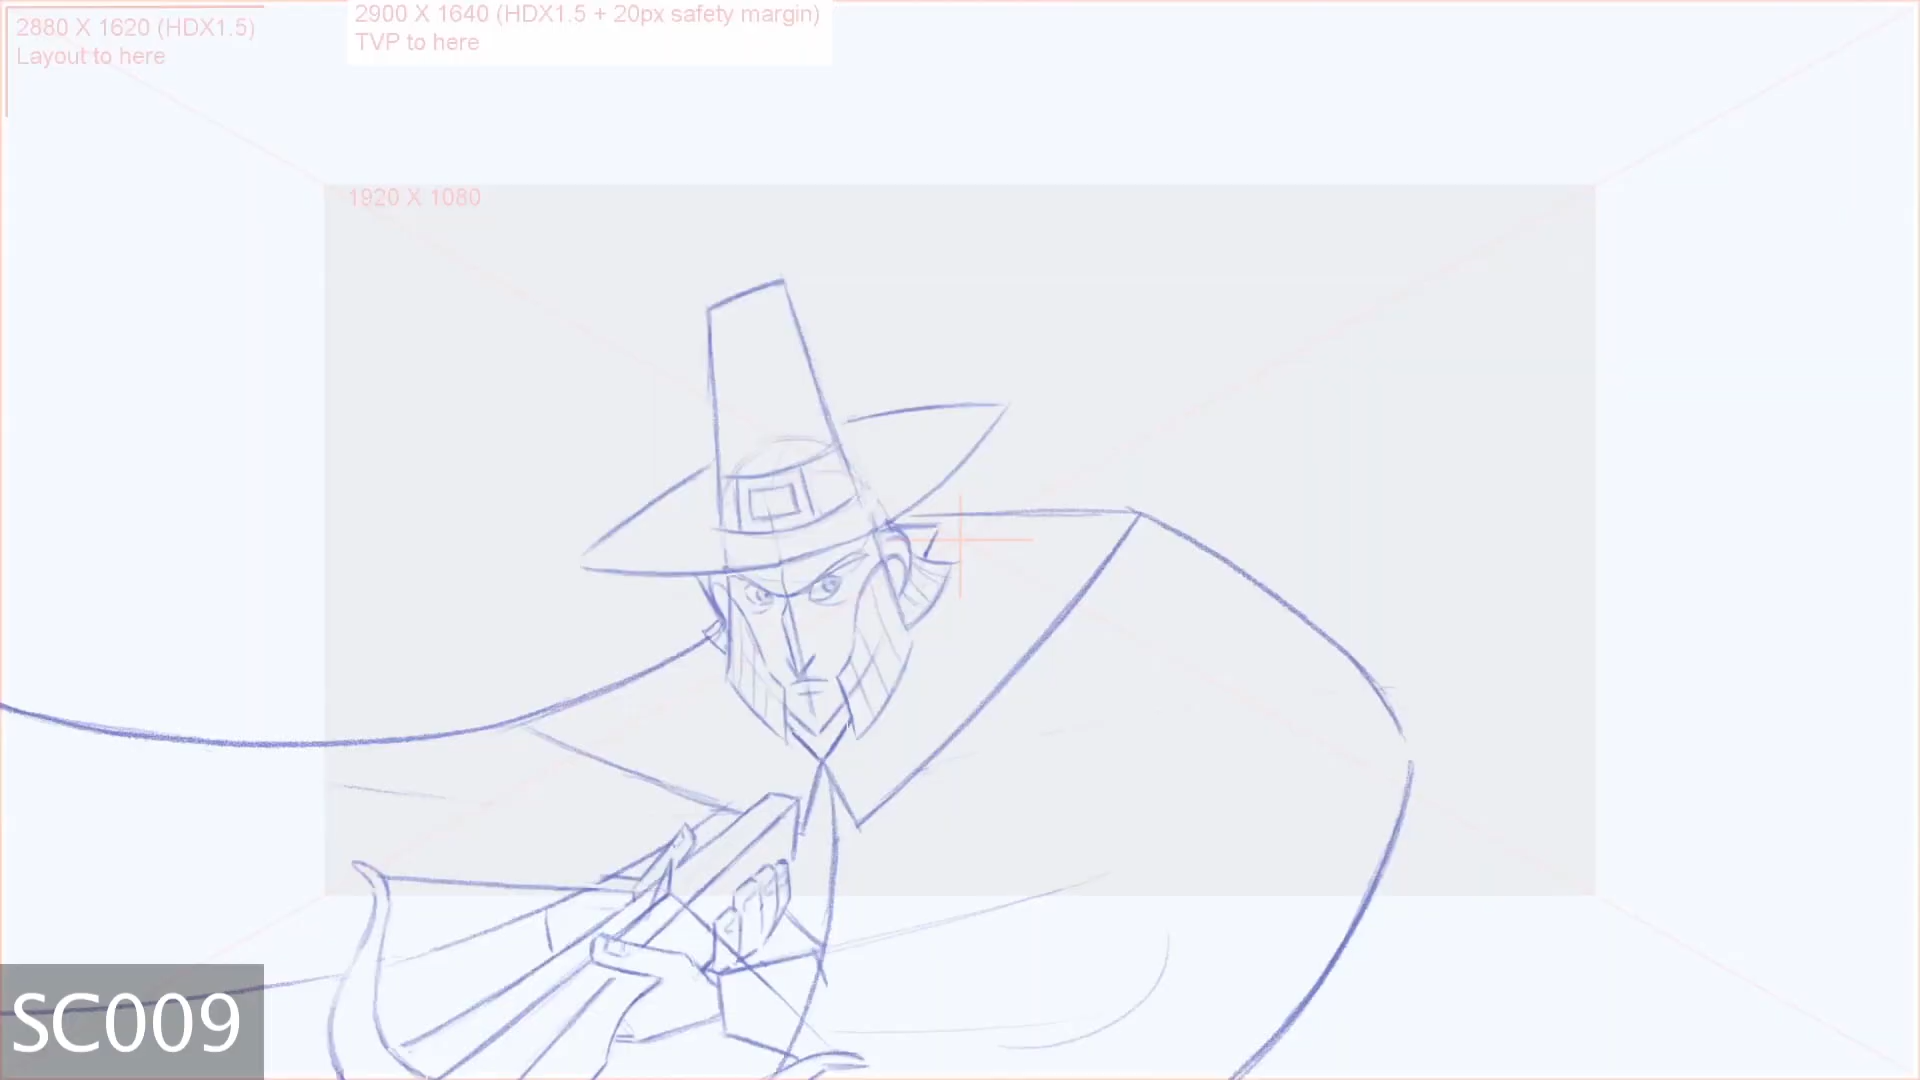 2880 X 1620 (HDX1.5)
Layout to here
2900 X 1640 (HDX1.5 + 20px safety margin)
TVP to here
1920 X 1080
SC009